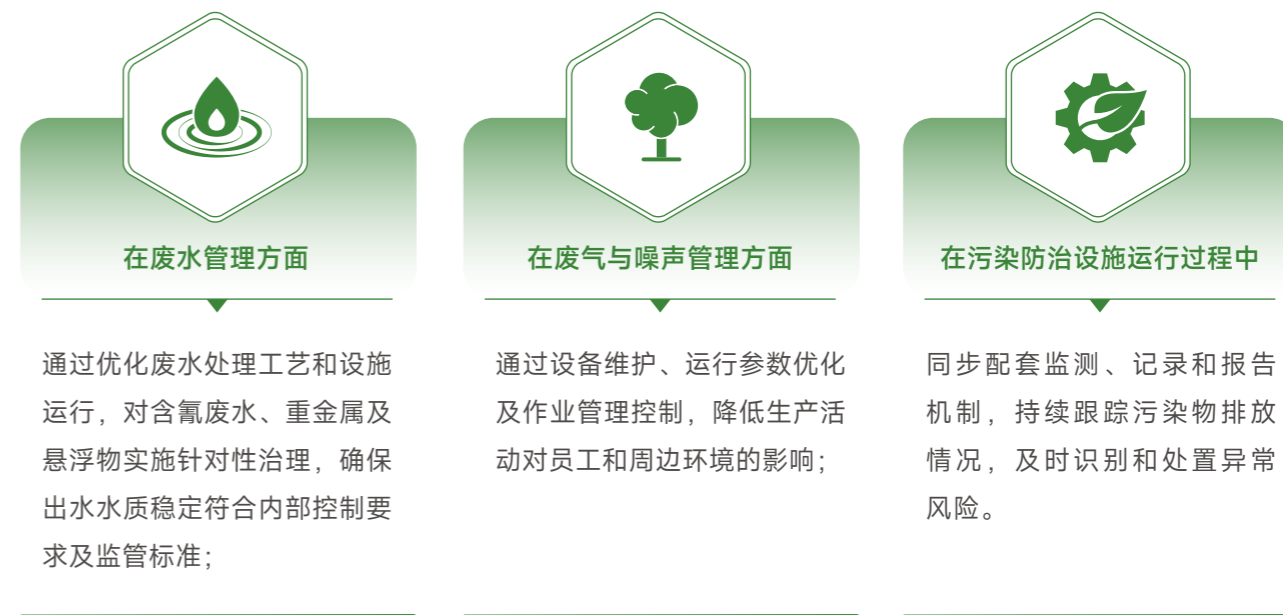 在废水管理方面
通过优化废水处理工艺和设施
运行，对含氰废水、重金属及
悬浮物实施针对性治理，确保
出水水质稳定符合内部控制要
求及监管标准；
在废气与噪声管理方面
通过设备维护、运行参数优化
及作业管理控制，降低生产活
动对员工和周边环境的影响；
在污染防治设施运行过程中
同步配套监测、记录和报告
机制，持续跟踪污染物排放
情况，及时识别和处置异常
风险。